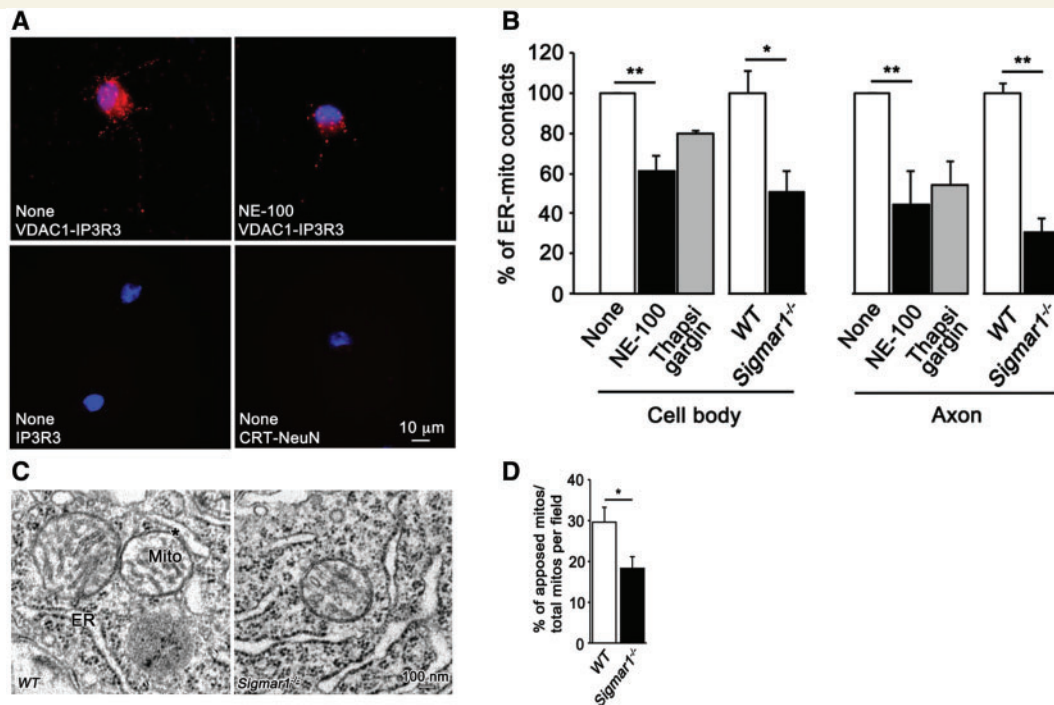 A
None
VDAC1-IP3R3
NE-100
VDAC1-IP3R3
None
IP3R3
None
CRT-NeuN
10 μm
B
% of ER-mito contacts
120
100
80
60
40
20
0
**
*
**
**
None
NE-100
Thapsi
gargin
WT
Sigmar1-/-
None
NE-100
Thapsi
gargin
WT
Sigmar1-/-
Cell body
Axon
C
*
Mito
ER
WT
Sigmar1-/-
100 nm
D
% of apposed mitos/
total mitos per field
40
30
20
10
0
*
WT
Sigmar1-/-